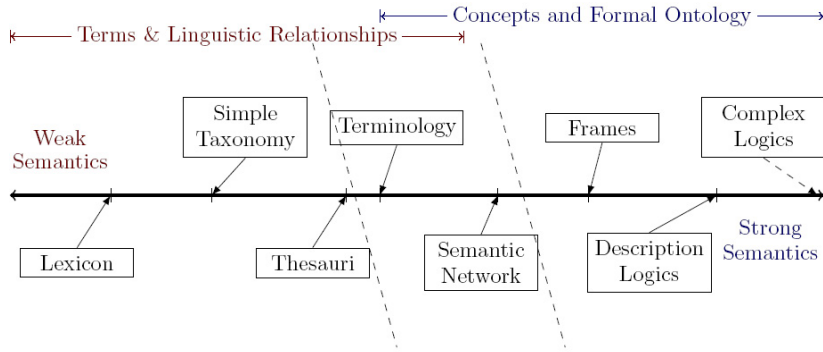 Concepts and Formal Ontology
Terms & Linguistic Relationships
Simple
Taxonomy
Terminology
Frames
Complex
Logics
Weak
Semantics
Lexicon
Thesauri
Semantic
Network
Description
Logics
Strong
Semantics